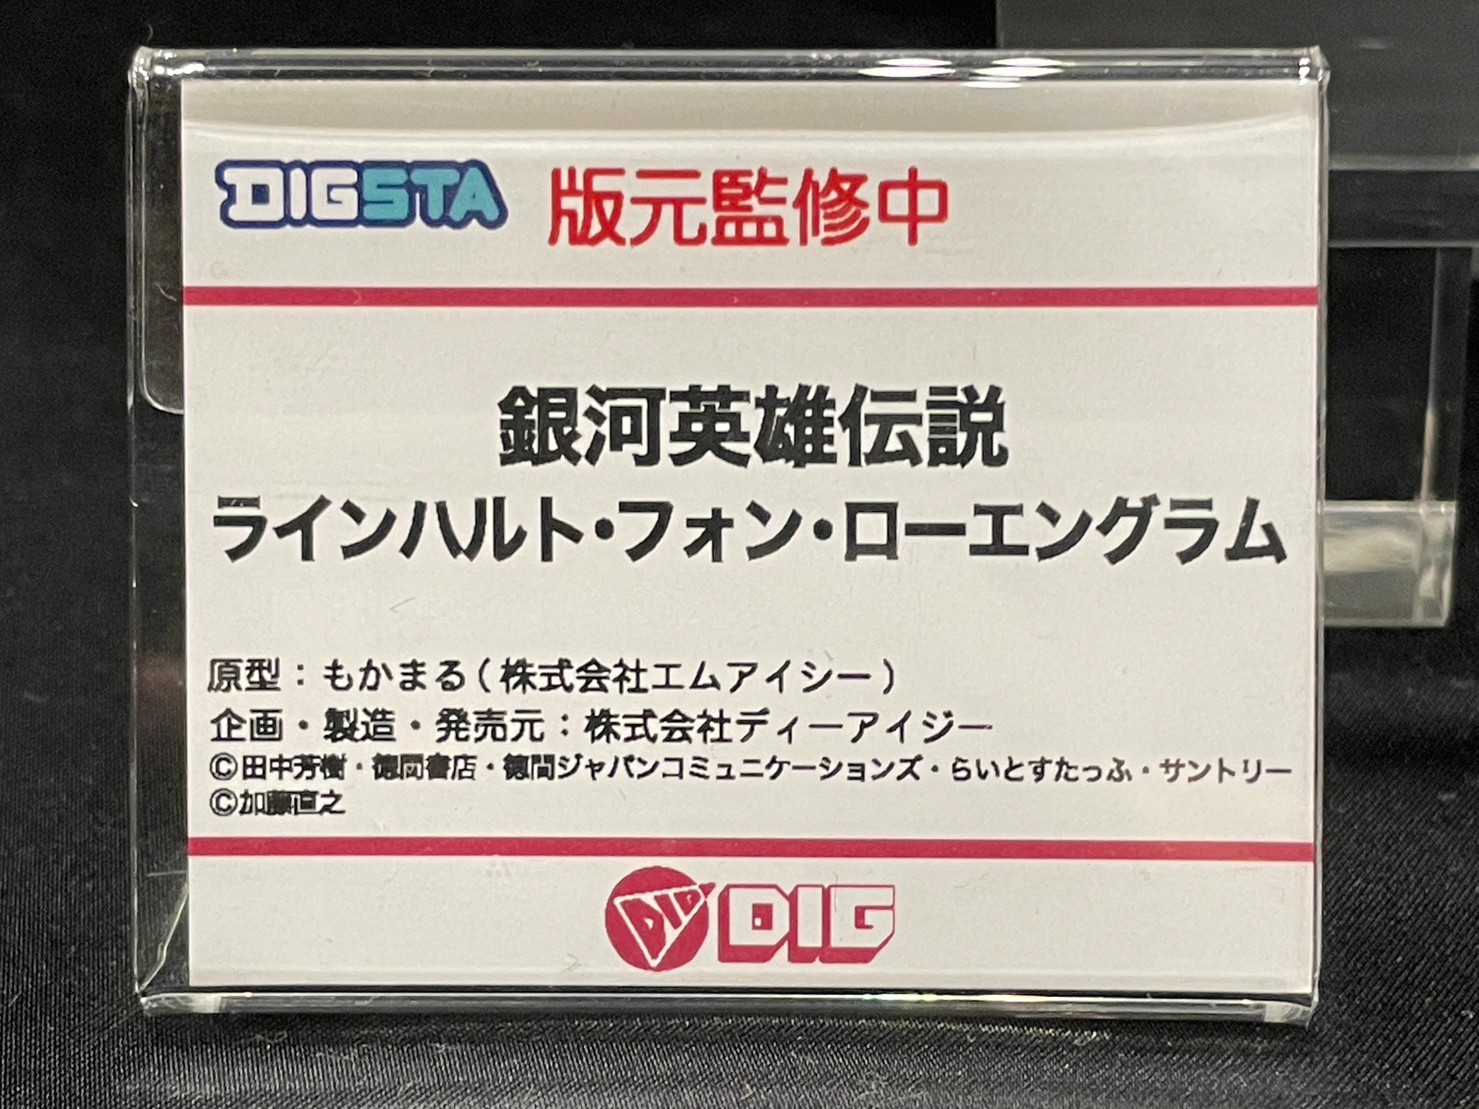 DIGSTA 版元監修中
銀河英雄伝説
ラインハルト・フォン・ローエングラム
原型：もかまる(株式会社エムアイシー)
企画・製造・発売元：株式会社ディーアイジー
©田中芳樹・徳間書店・徳間ジャパンコミュニケーションズ・らいとすたっふ・サントリー
©加藤直之
DIG DIG